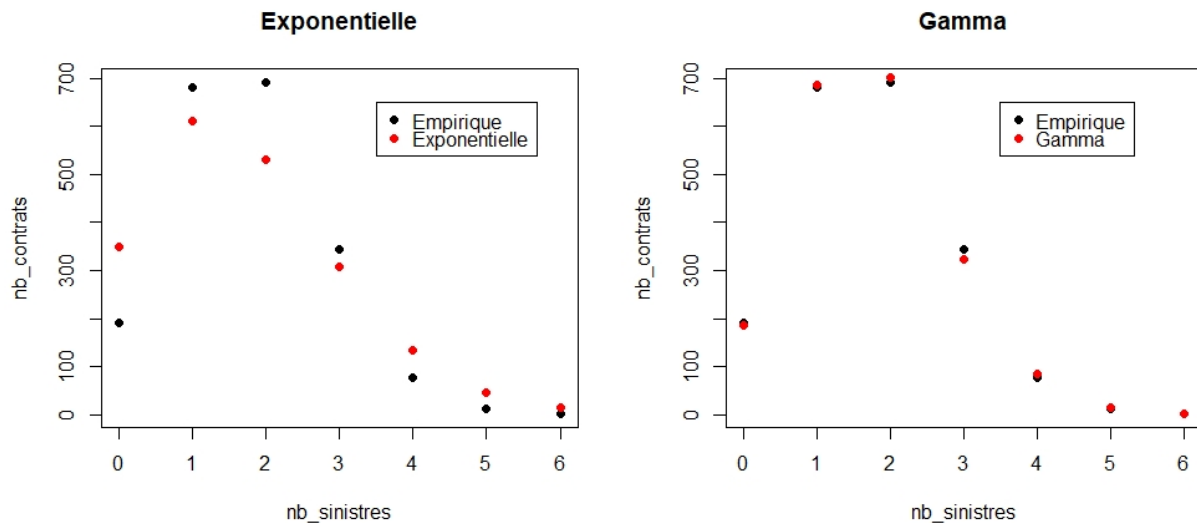 Exponentielle
nb_contrats
700
500
300
100
0
Empirique
Exponentielle
0 1 2 3 4 5 6
nb_sinistres
Gamma
nb_contrats
700
500
300
100
0
Empirique
Gamma
0 1 2 3 4 5 6
nb_sinistres